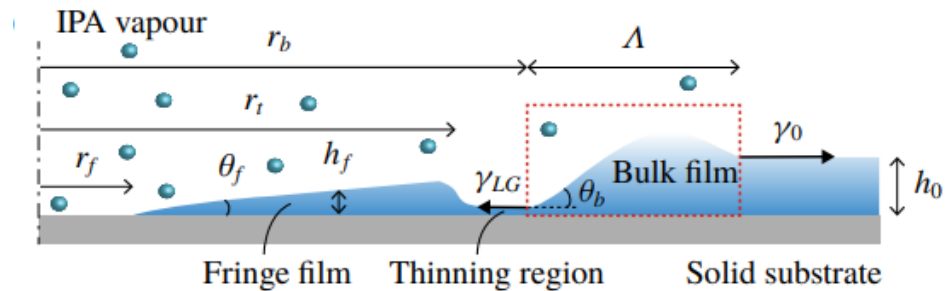 IPA vapour
r_b
Λ
r_t
r_f
θ_f
h_f
γ_LG
θ_b
Bulk film
γ_0
h_0
Fringe film
Thinning region
Solid substrate